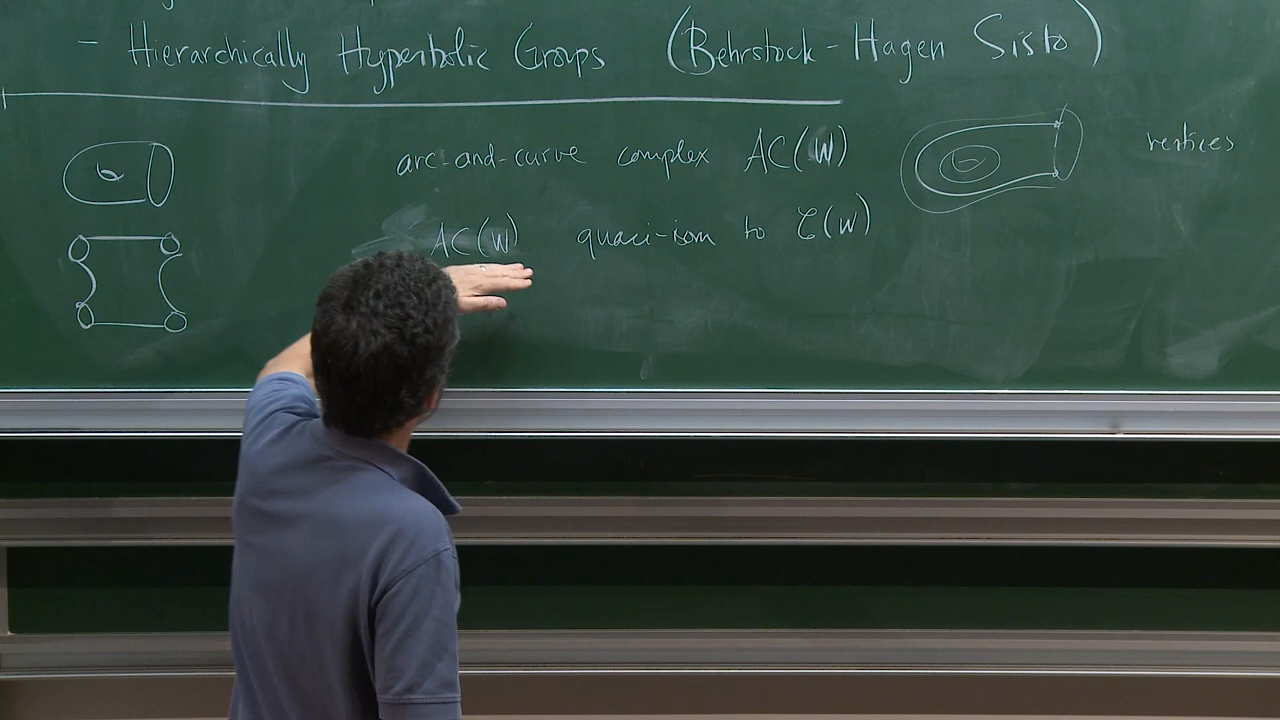 - Hierarchically Hyperbolic Groups (Behrstock - Hagen Sisto)
arc-and-curve complex AC(W) vertices
AC(W) quasi-isom to C(W)